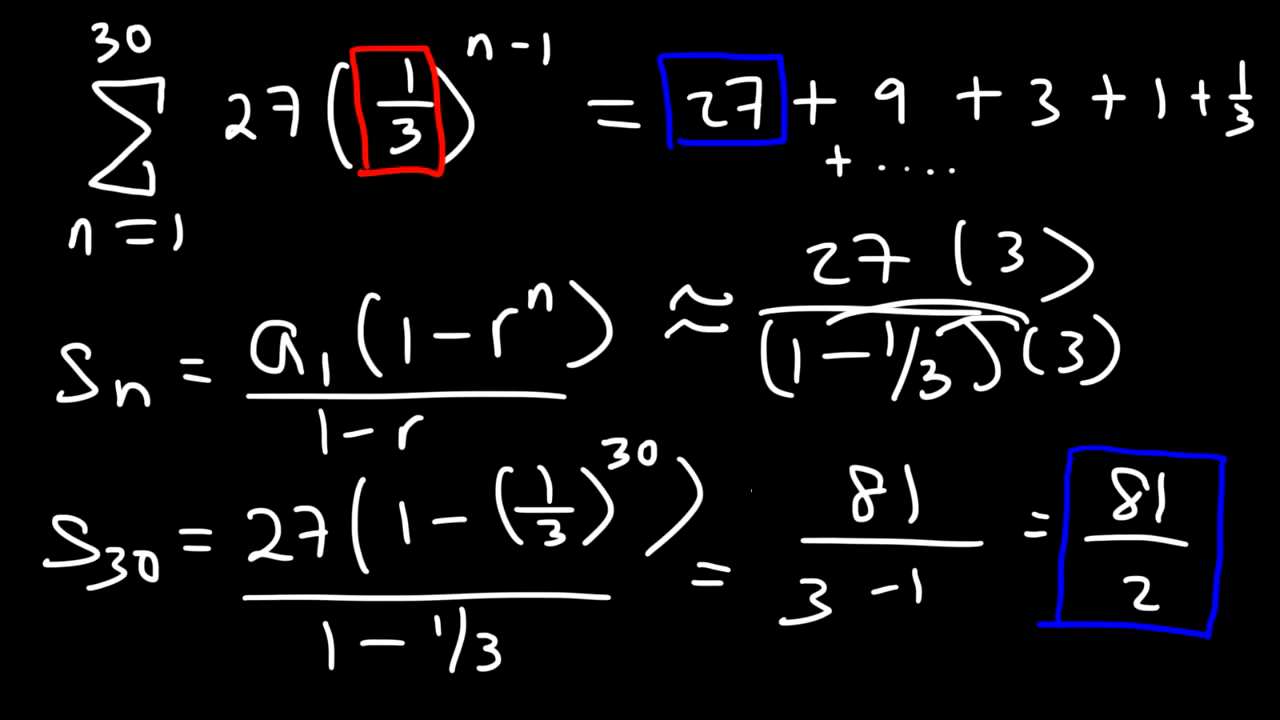 30
∑ 27(1/3)^(n-1) = 27 + 9 + 3 + 1 + 1/3
n = 1
+ ....
Sₙ = a₁(1 - rⁿ) / 1 - r ≈ 27(3) / (1 - 1/3)(3)
S₃₀ = 27(1 - (1/3)³⁰) / 1 - 1/3 = 81 / 3 - 1 = 81 / 2